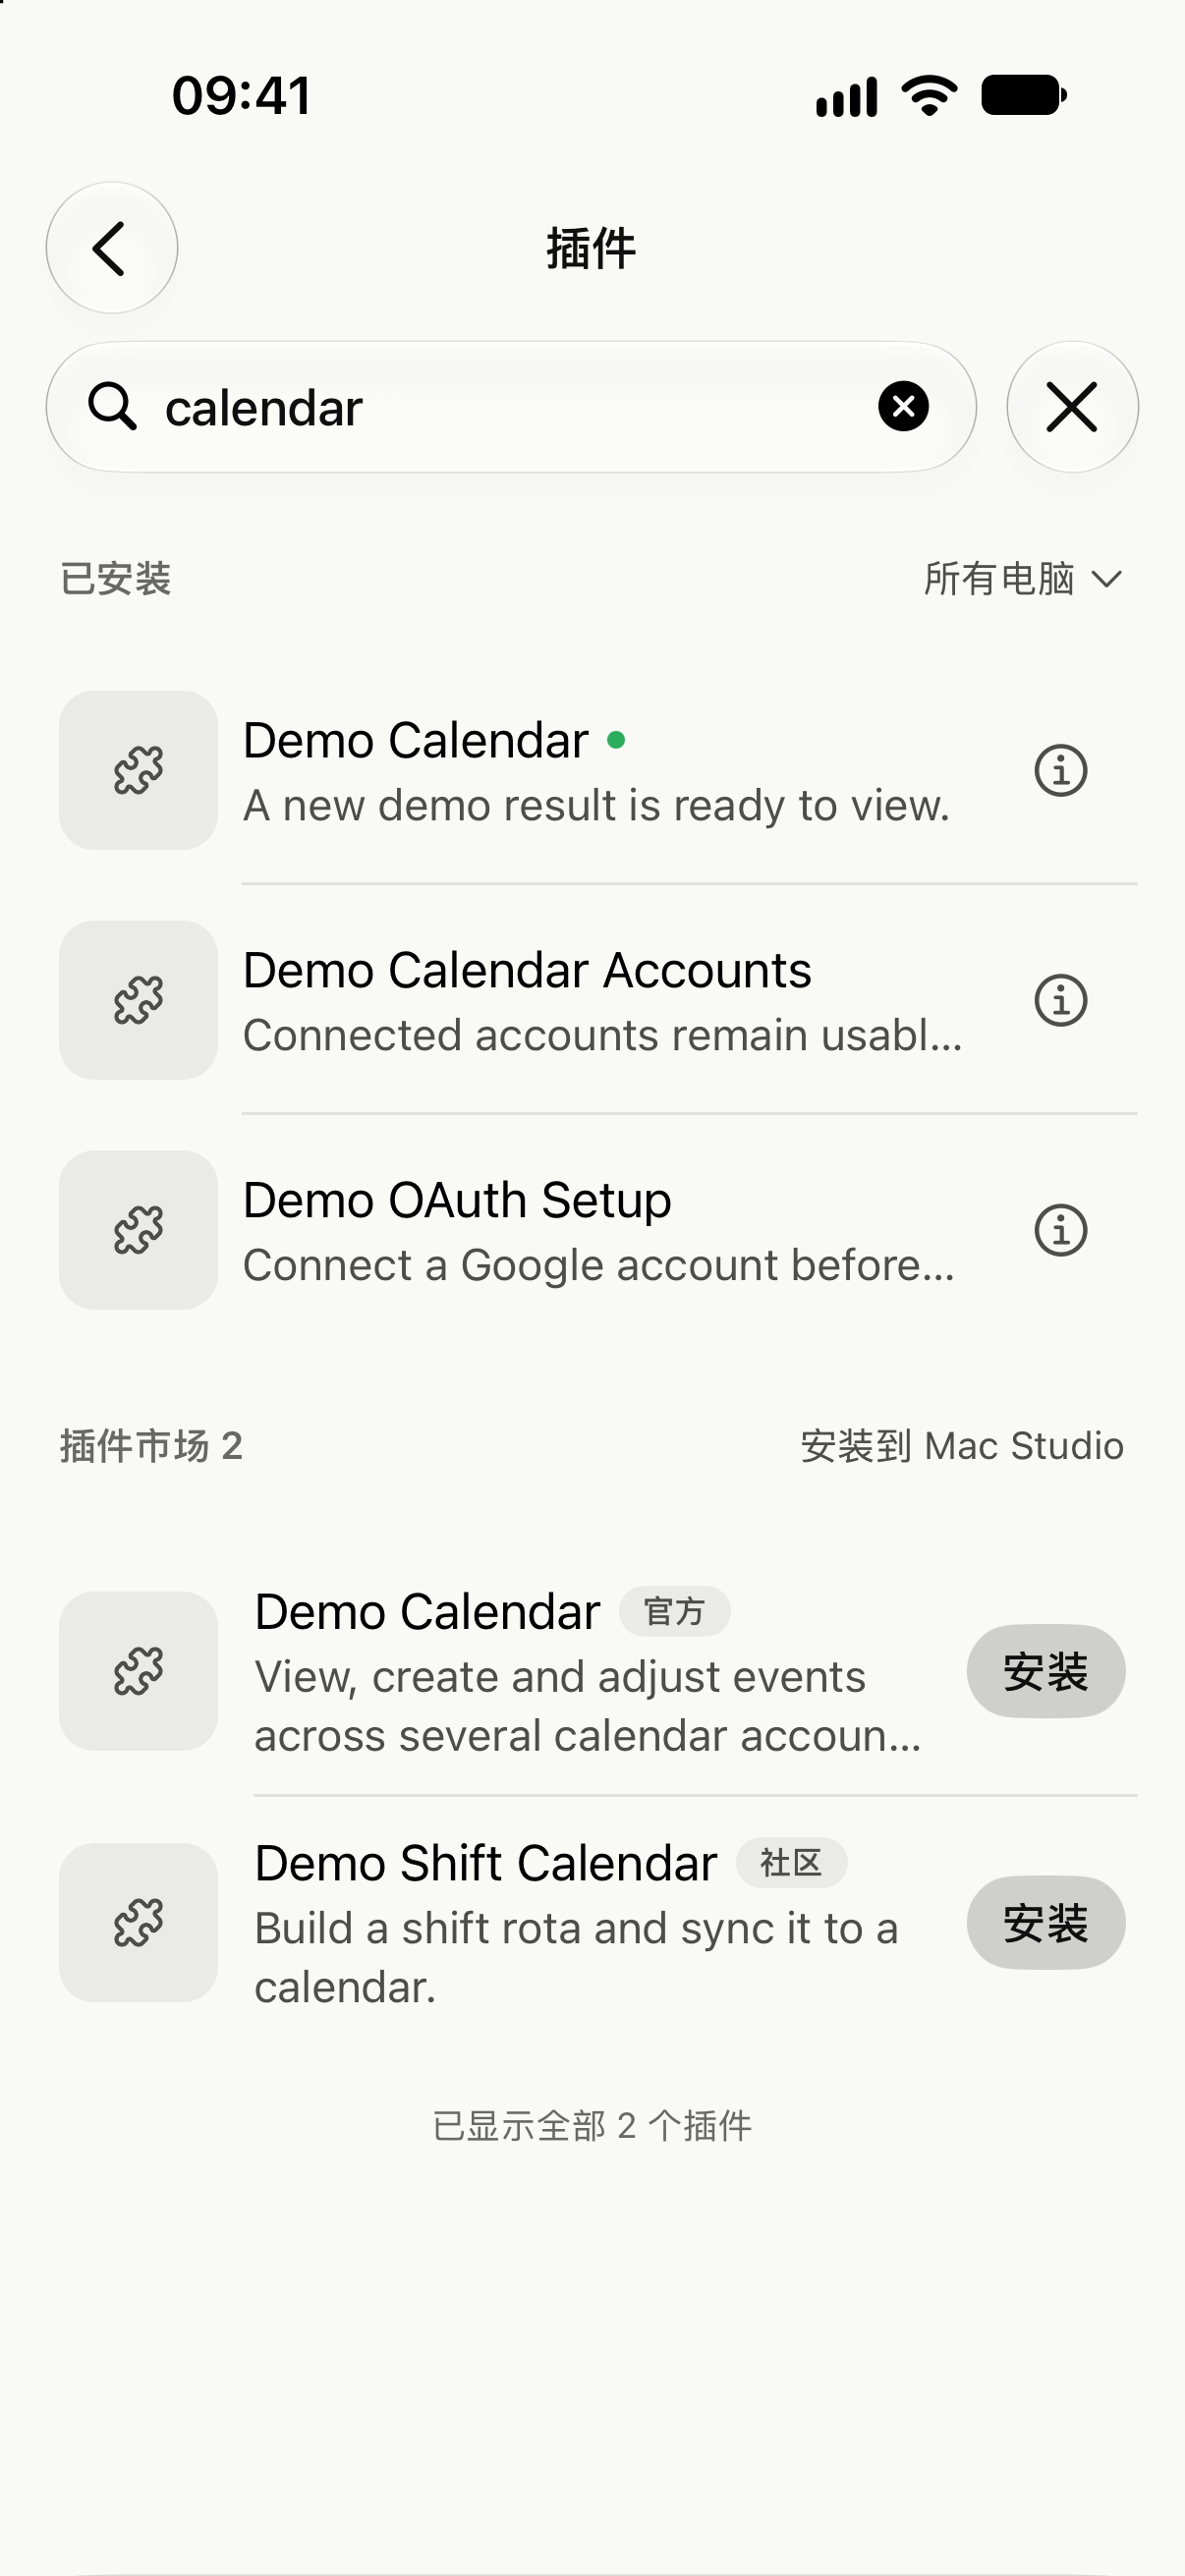 09:41
插件
calendar
已安装
所有电脑
Demo Calendar
A new demo result is ready to view.
Demo Calendar Accounts
Connected accounts remain usabl...
Demo OAuth Setup
Connect a Google account before...
插件市场 2
安装到 Mac Studio
Demo Calendar 官方
View, create and adjust events
across several calendar accoun...
安装
Demo Shift Calendar 社区
Build a shift rota and sync it to a
calendar.
安装
已显示全部 2 个插件